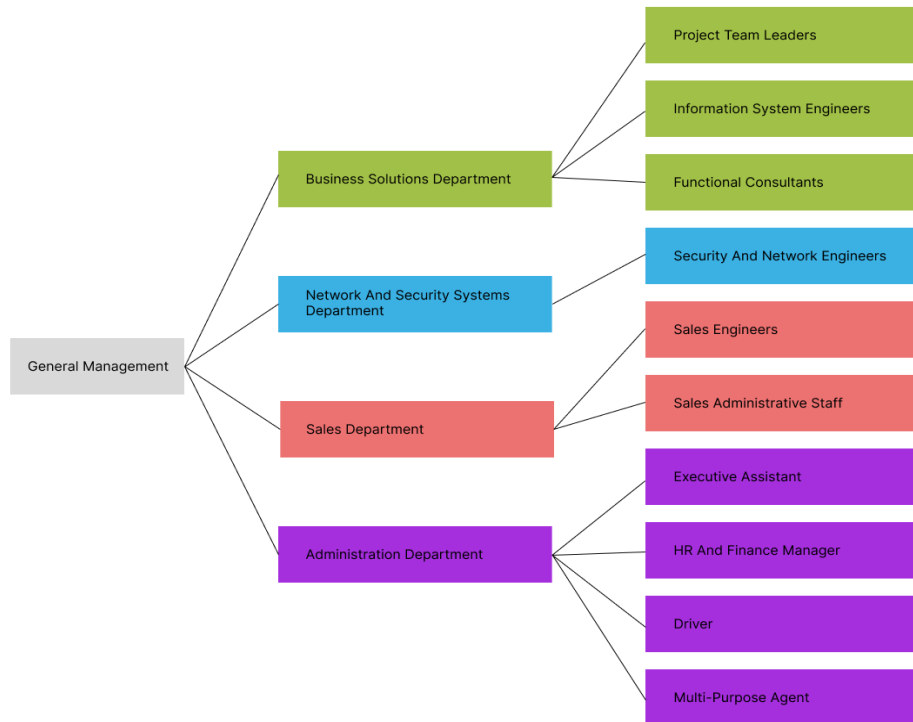 Project Team Leaders
Information System Engineers
Business Solutions Department
Functional Consultants
Security And Network Engineers
Network And Security Systems
Department
Sales Engineers
General Management
Sales Department
Sales Administrative Staff
Executive Assistant
Administration Department
HR And Finance Manager
Driver
Multi-Purpose Agent